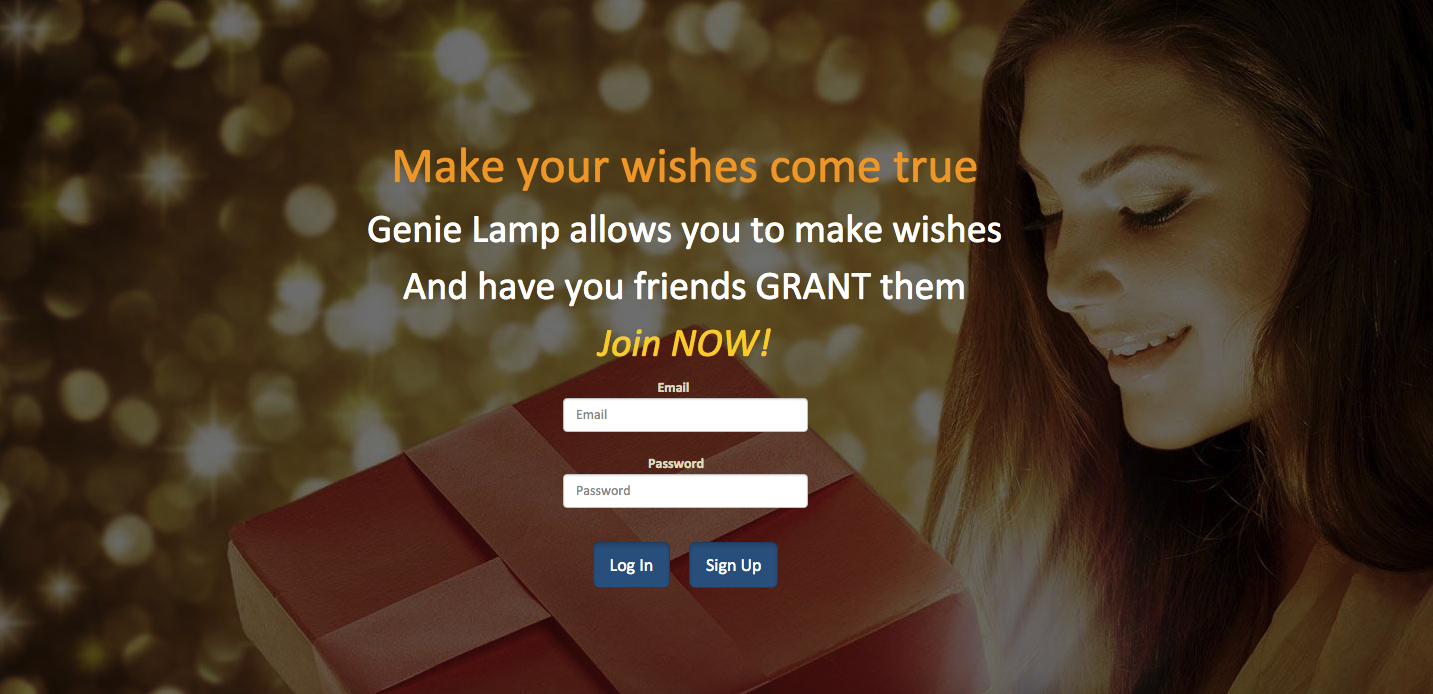 Make your wishes come true
Genie Lamp allows you to make wishes
And have you friends GRANT them
Join NOW!
Email
Email
Password
Password
Log In Sign Up